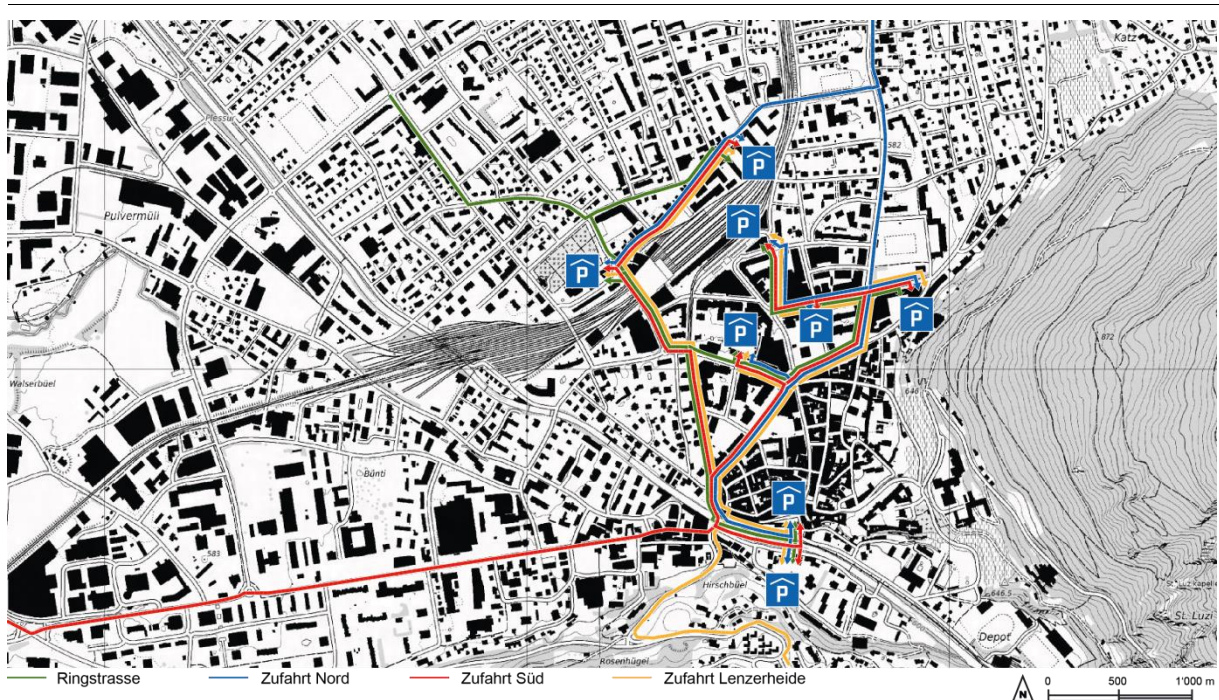 Katz
Plessur
582
P
P
Pulvermüli
P
P
P
P
872
Walserbüel
646
Bünti
P
583
Hirschbüel
P
646.5
St. Luzi
Depot
Rosenhügel
Ringstrasse
Zufahrt Nord
Zufahrt Süd
Zufahrt Lenzerheide
N
0 500 1'000 m